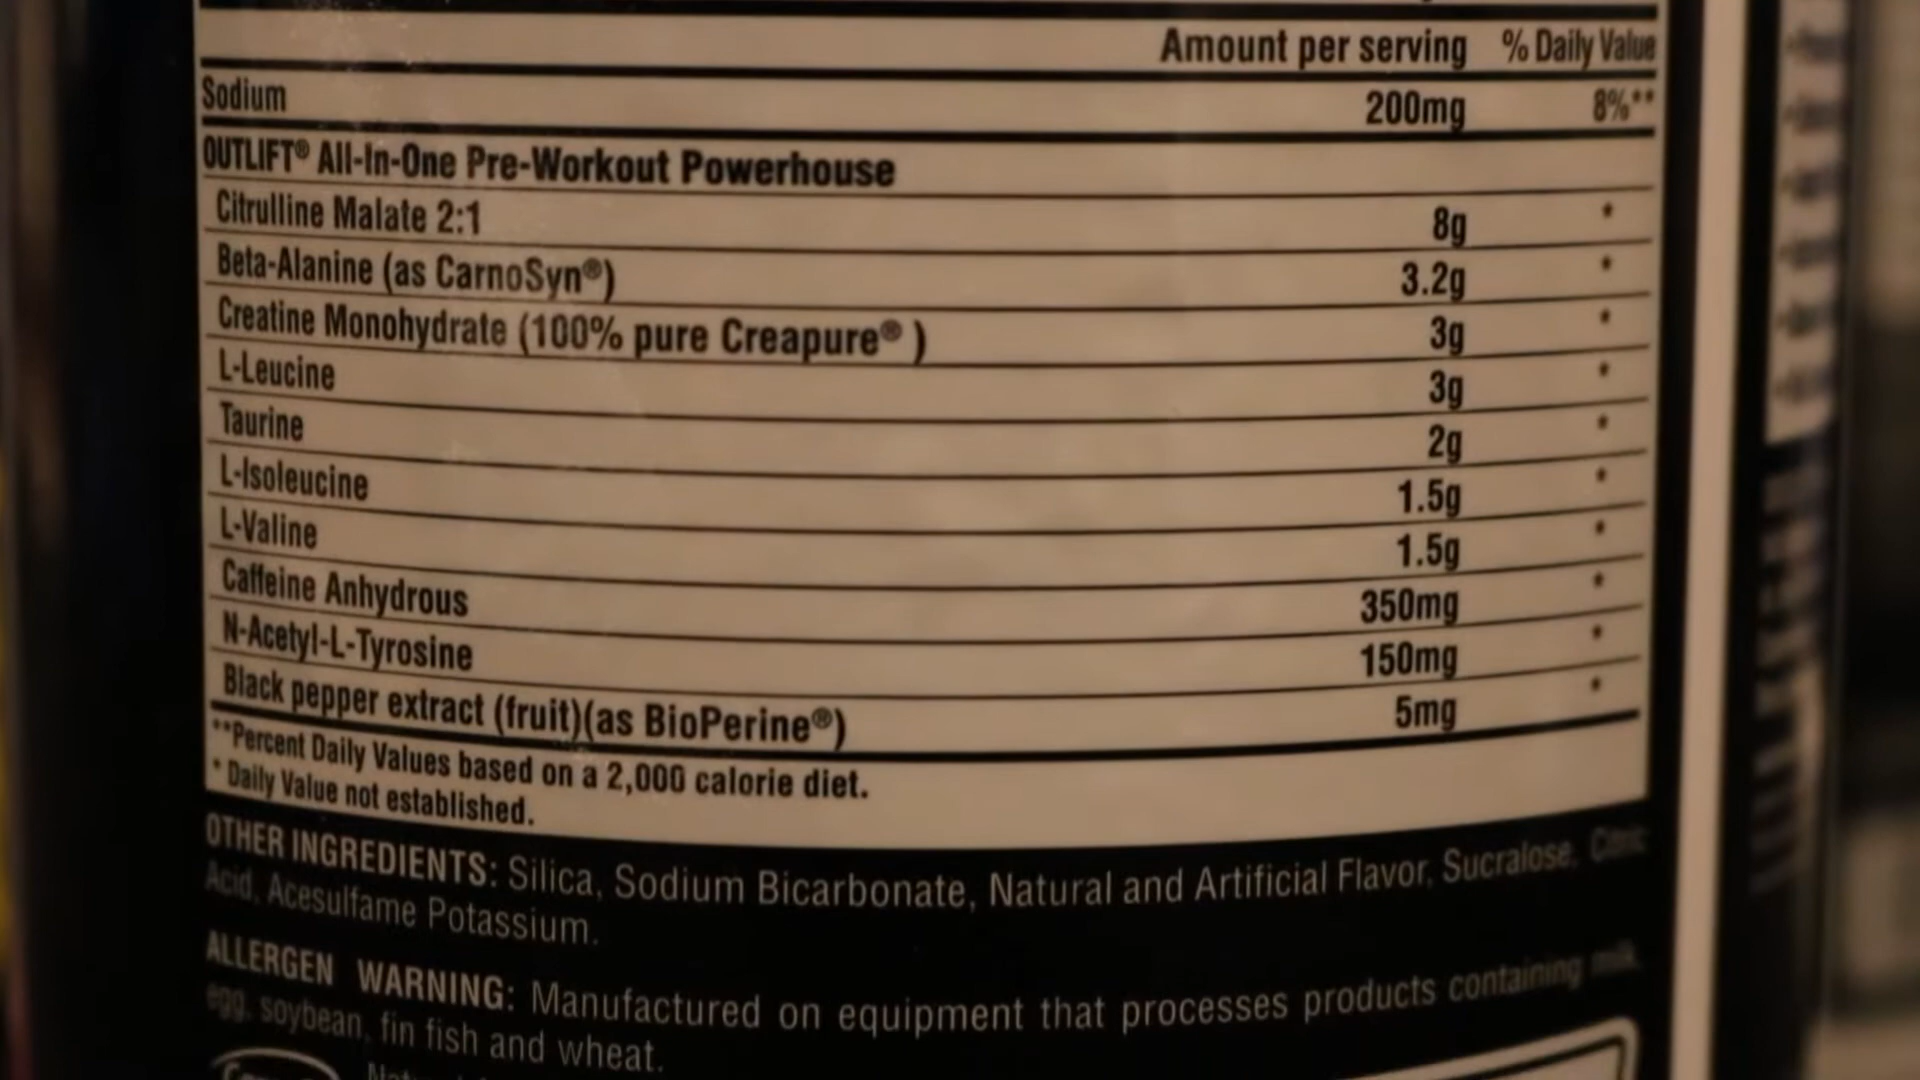 Amount per serving % Daily Value
Sodium 200mg 8%**
OUTLIFT® All-In-One Pre-Workout Powerhouse
Citrulline Malate 2:1 8g *
Beta-Alanine (as CarnoSyn®) 3.2g *
Creatine Monohydrate (100% pure Creapure® ) 3g *
L-Leucine 3g *
Taurine 2g *
L-Isoleucine 1.5g *
L-Valine 1.5g *
Caffeine Anhydrous 350mg *
N-Acetyl-L-Tyrosine 150mg *
Black pepper extract (fruit)(as BioPerine®) 5mg *
**Percent Daily Values based on a 2,000 calorie diet.
* Daily Value not established.
OTHER INGREDIENTS: Silica, Sodium Bicarbonate, Natural and Artificial Flavor, Sucralose, Citric
Acid, Acesulfame Potassium.
ALLERGEN WARNING: Manufactured on equipment that processes products containing milk,
egg, soybean, fin fish and wheat.